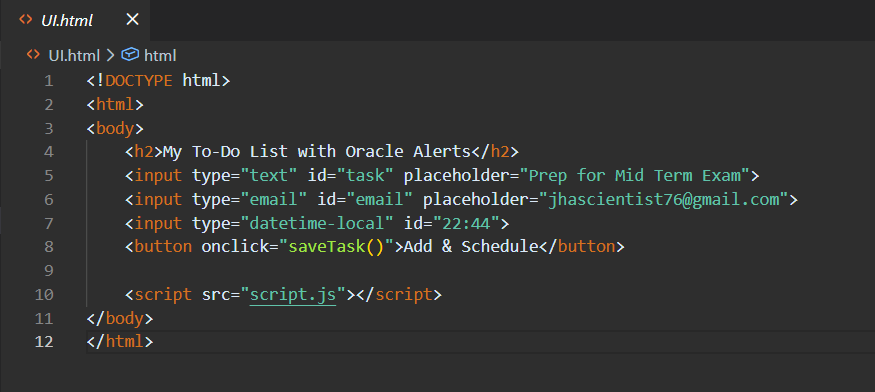 UI.html
UI.html > html
1 <!DOCTYPE html>
2 <html>
3 <body>
4 <h2>My To-Do List with Oracle Alerts</h2>
5 <input type="text" id="task" placeholder="Prep for Mid Term Exam">
6 <input type="email" id="email" placeholder="jhascientist76@gmail.com">
7 <input type="datetime-local" id="22:44">
8 <button onclick="saveTask()">Add & Schedule</button>
9
10 <script src="script.js"></script>
11 </body>
12 </html>